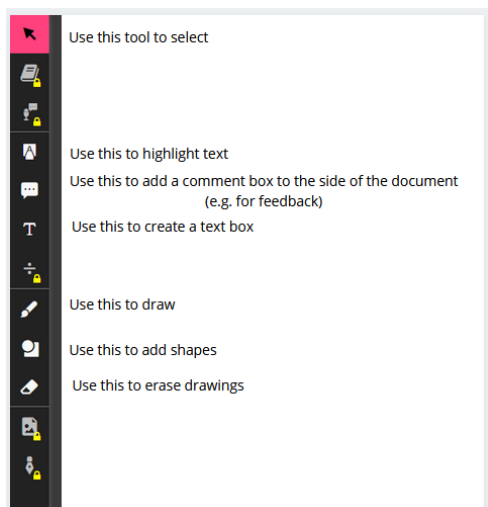 Use this tool to select
Use this to highlight text
Use this to add a comment box to the side of the document
(e.g. for feedback)
Use this to create a text box
Use this to draw
Use this to add shapes
Use this to erase drawings